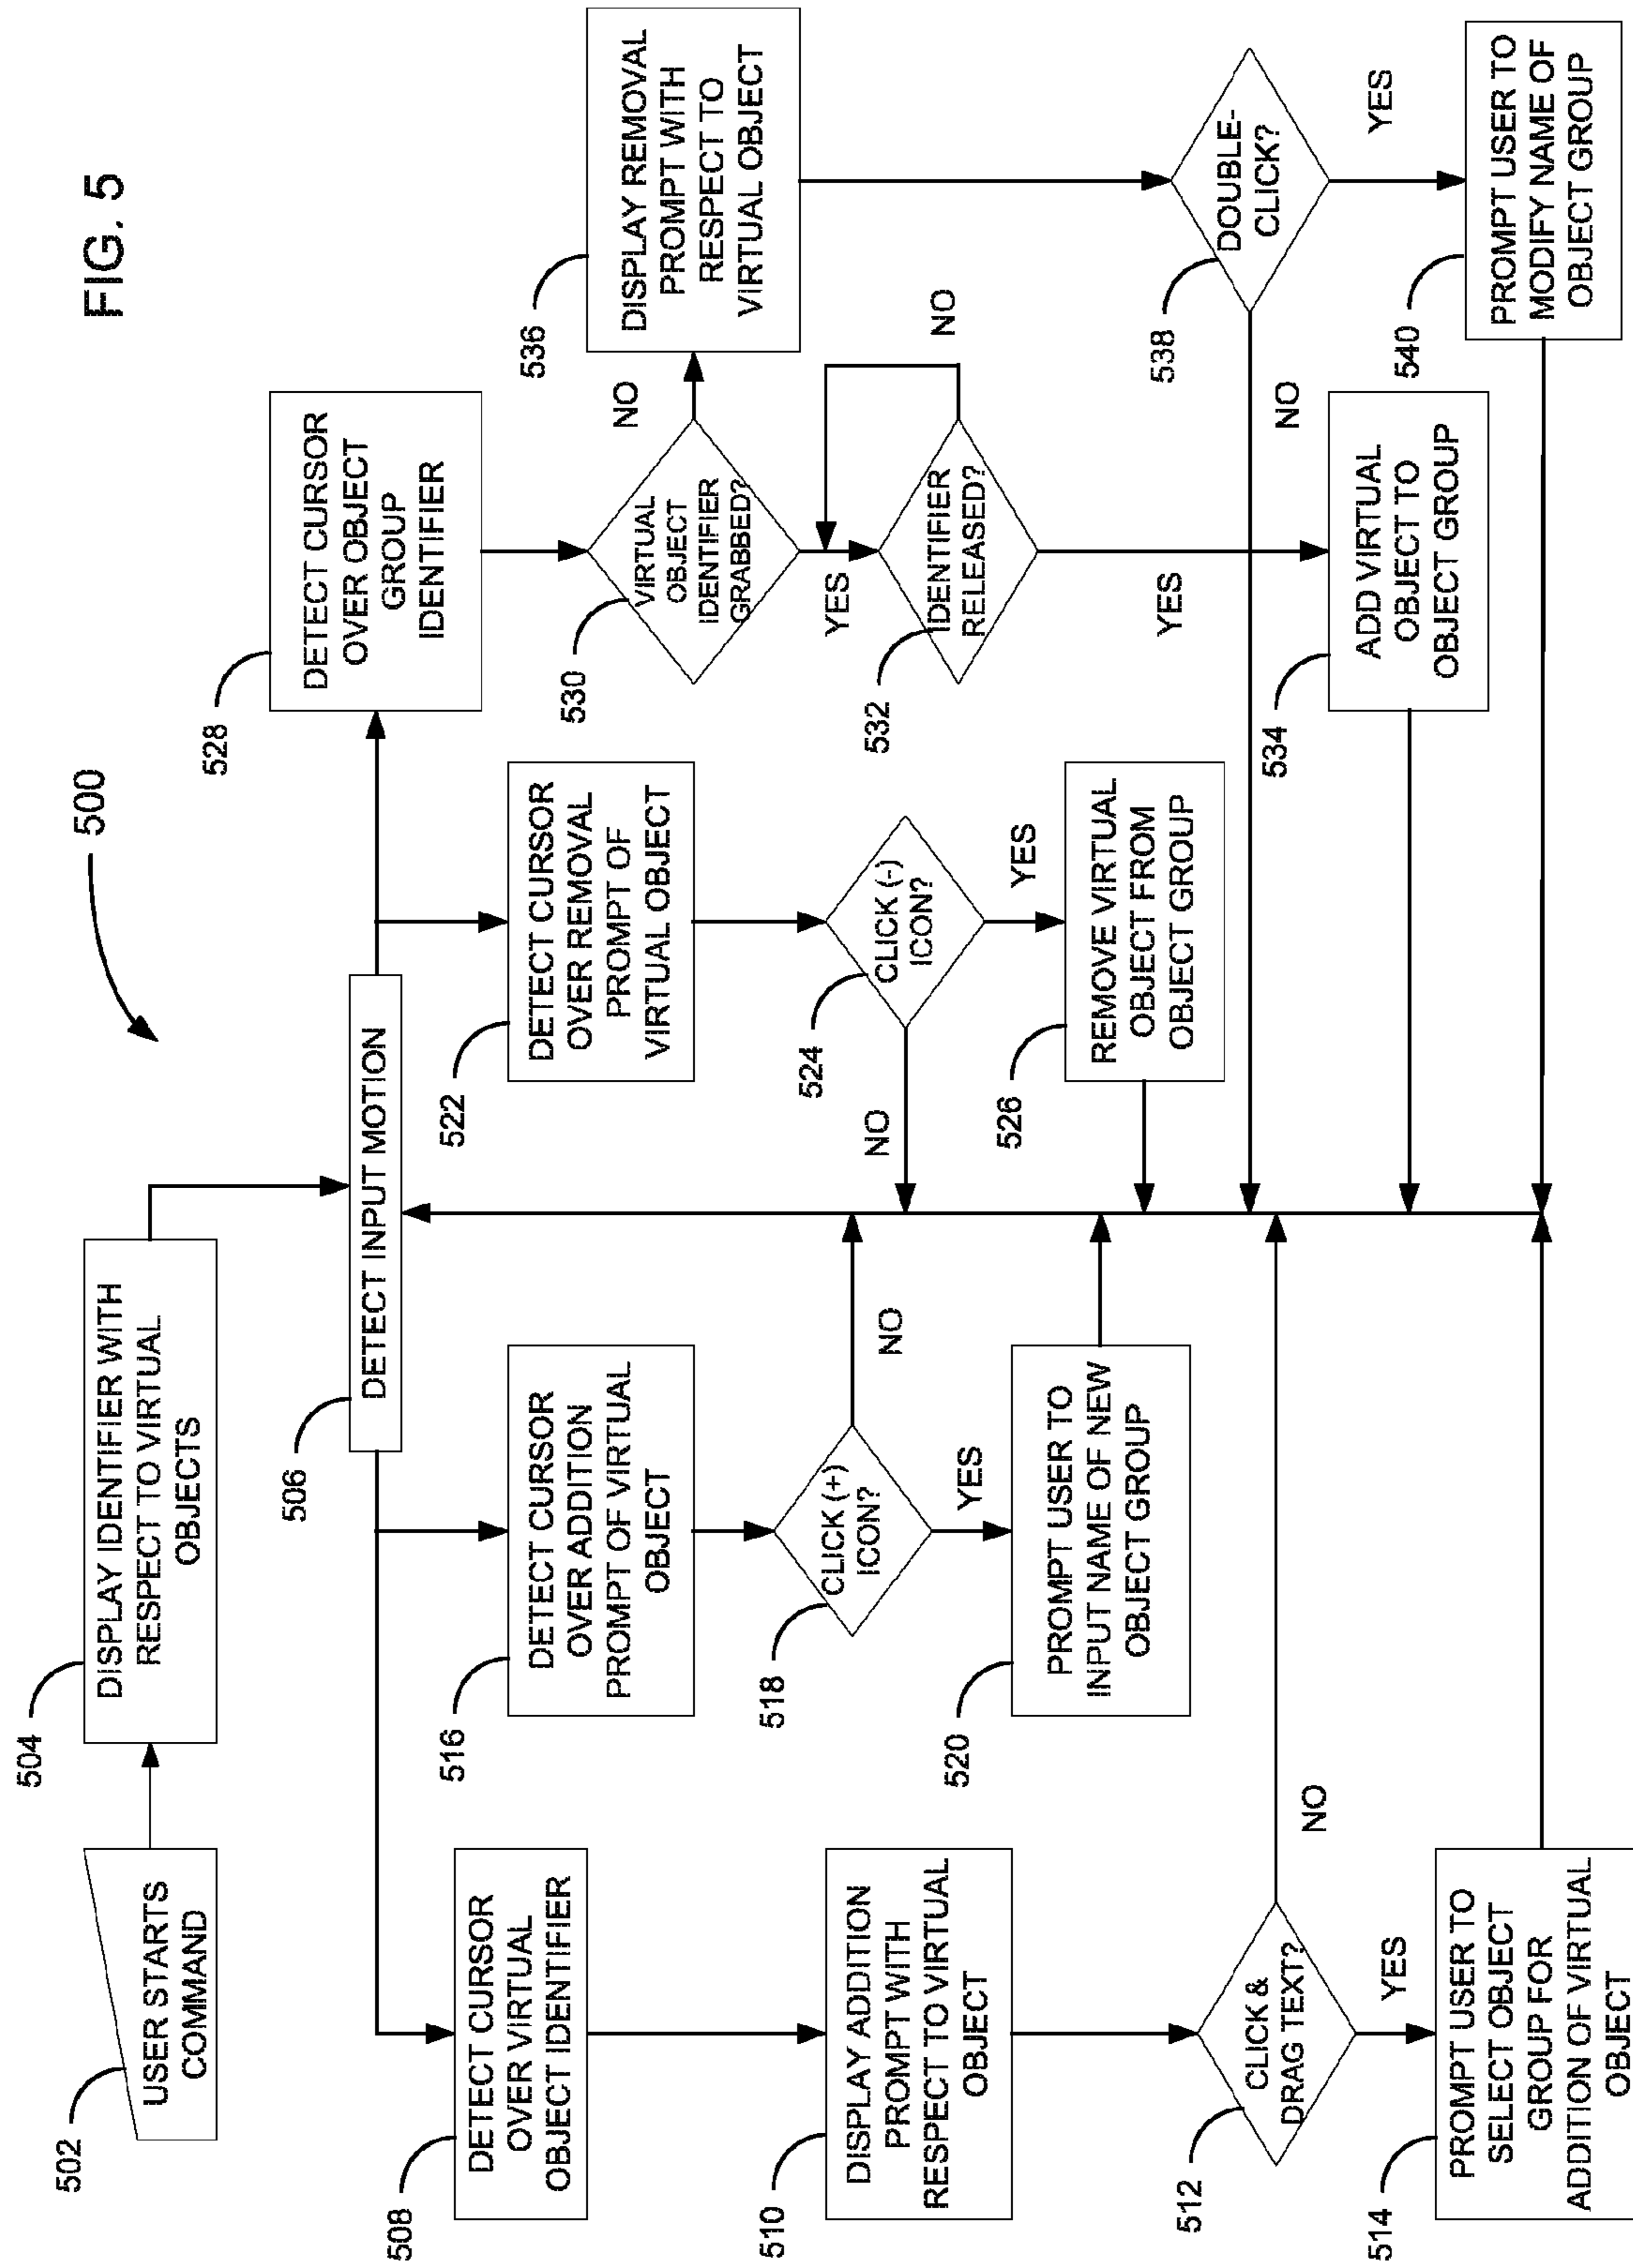 FIG. 5
500
502
USER STARTS
COMMAND
504
DISPLAY IDENTIFIER WITH
RESPECT TO VIRTUAL
OBJECTS
506
DETECT INPUT MOTION
508
DETECT CURSOR
OVER VIRTUAL
OBJECT IDENTIFIER
510
DISPLAY ADDITION
PROMPT WITH
RESPECT TO VIRTUAL
OBJECT
512
CLICK &
DRAG TEXT?
NO
YES
514
PROMPT USER TO
SELECT OBJECT
GROUP FOR
ADDITION OF VIRTUAL
OBJECT
516
DETECT CURSOR
OVER ADDITION
PROMPT OF VIRTUAL
OBJECT
518
CLICK (+)
ICON?
NO
YES
520
PROMPT USER TO
INPUT NAME OF NEW
OBJECT GROUP
522
DETECT CURSOR
OVER REMOVAL
PROMPT OF
VIRTUAL OBJECT
524
CLICK (-)
ICON?
NO
YES
526
REMOVE VIRTUAL
OBJECT FROM
OBJECT GROUP
528
DETECT CURSOR
OVER OBJECT
GROUP
IDENTIFIER
530
VIRTUAL
OBJECT
IDENTIFIER
GRABBED?
NO
YES
532
IDENTIFIER
RELEASED?
NO
YES
534
ADD VIRTUAL
OBJECT TO
OBJECT GROUP
536
DISPLAY REMOVAL
PROMPT WITH
RESPECT TO
VIRTUAL OBJECT
538
DOUBLE-
CLICK?
NO
YES
540
PROMPT USER TO
MODIFY NAME OF
OBJECT GROUP